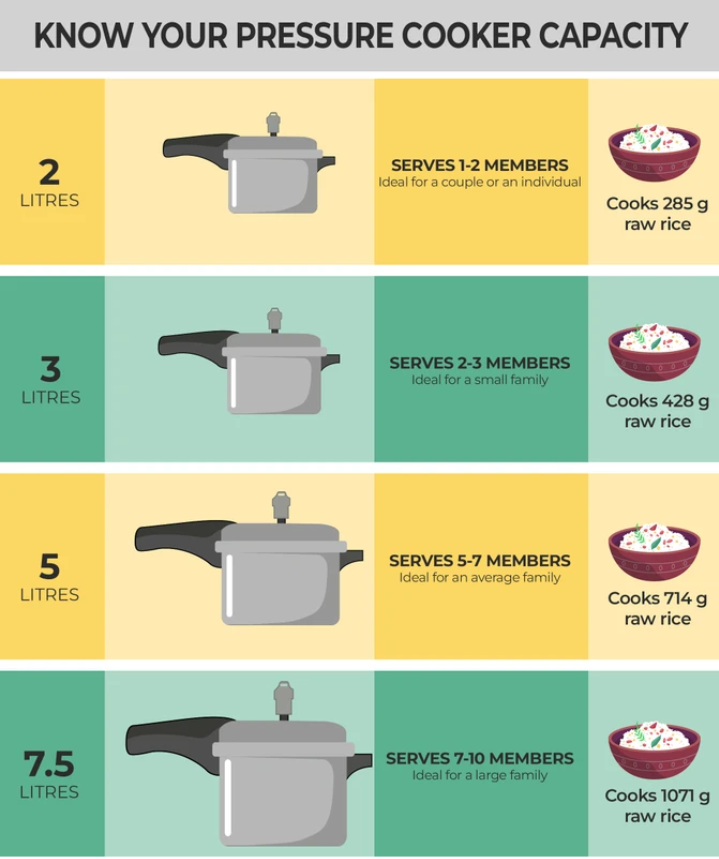 KNOW YOUR PRESSURE COOKER CAPACITY
2
LITRES
SERVES 1-2 MEMBERS
Ideal for a couple or an individual
Cooks 285 g
raw rice
3
LITRES
SERVES 2-3 MEMBERS
Ideal for a small family
Cooks 428 g
raw rice
5
LITRES
SERVES 5-7 MEMBERS
Ideal for an average family
Cooks 714 g
raw rice
7.5
LITRES
SERVES 7-10 MEMBERS
Ideal for a large family
Cooks 1071 g
raw rice